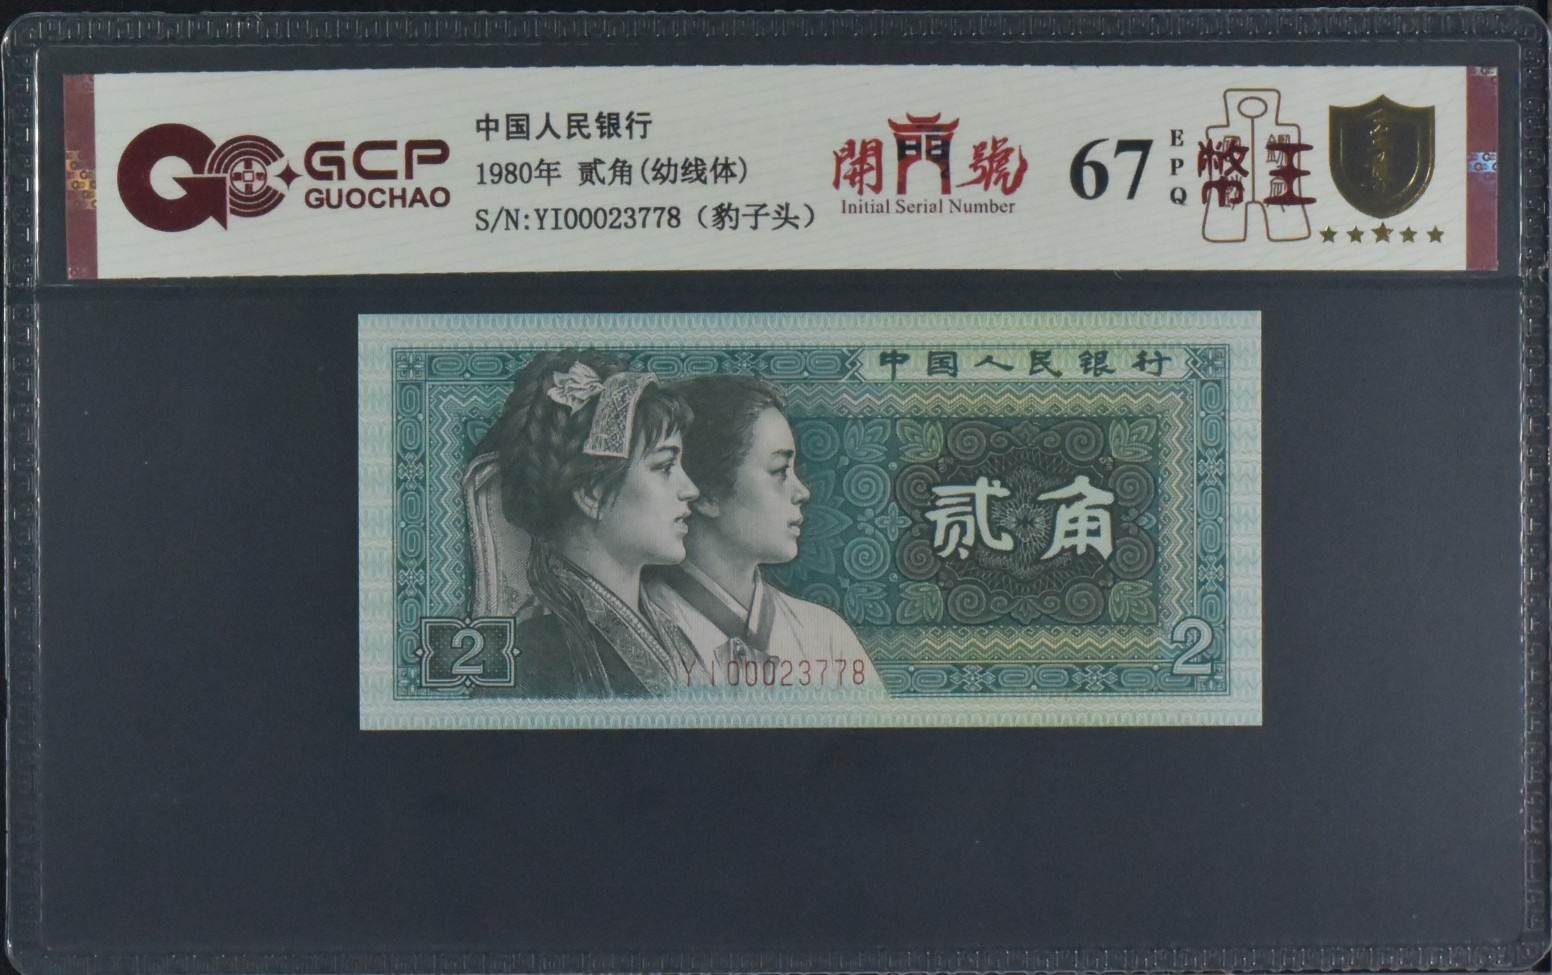 GCP
GUOCHAO
中国人民银行
1980年 贰角(幼线体)
S/N:YI00023778（豹子头）
開門號
Initial Serial Number
67
EPQ
★★★★★
中国人民银行
贰角
2
2
YI00023778